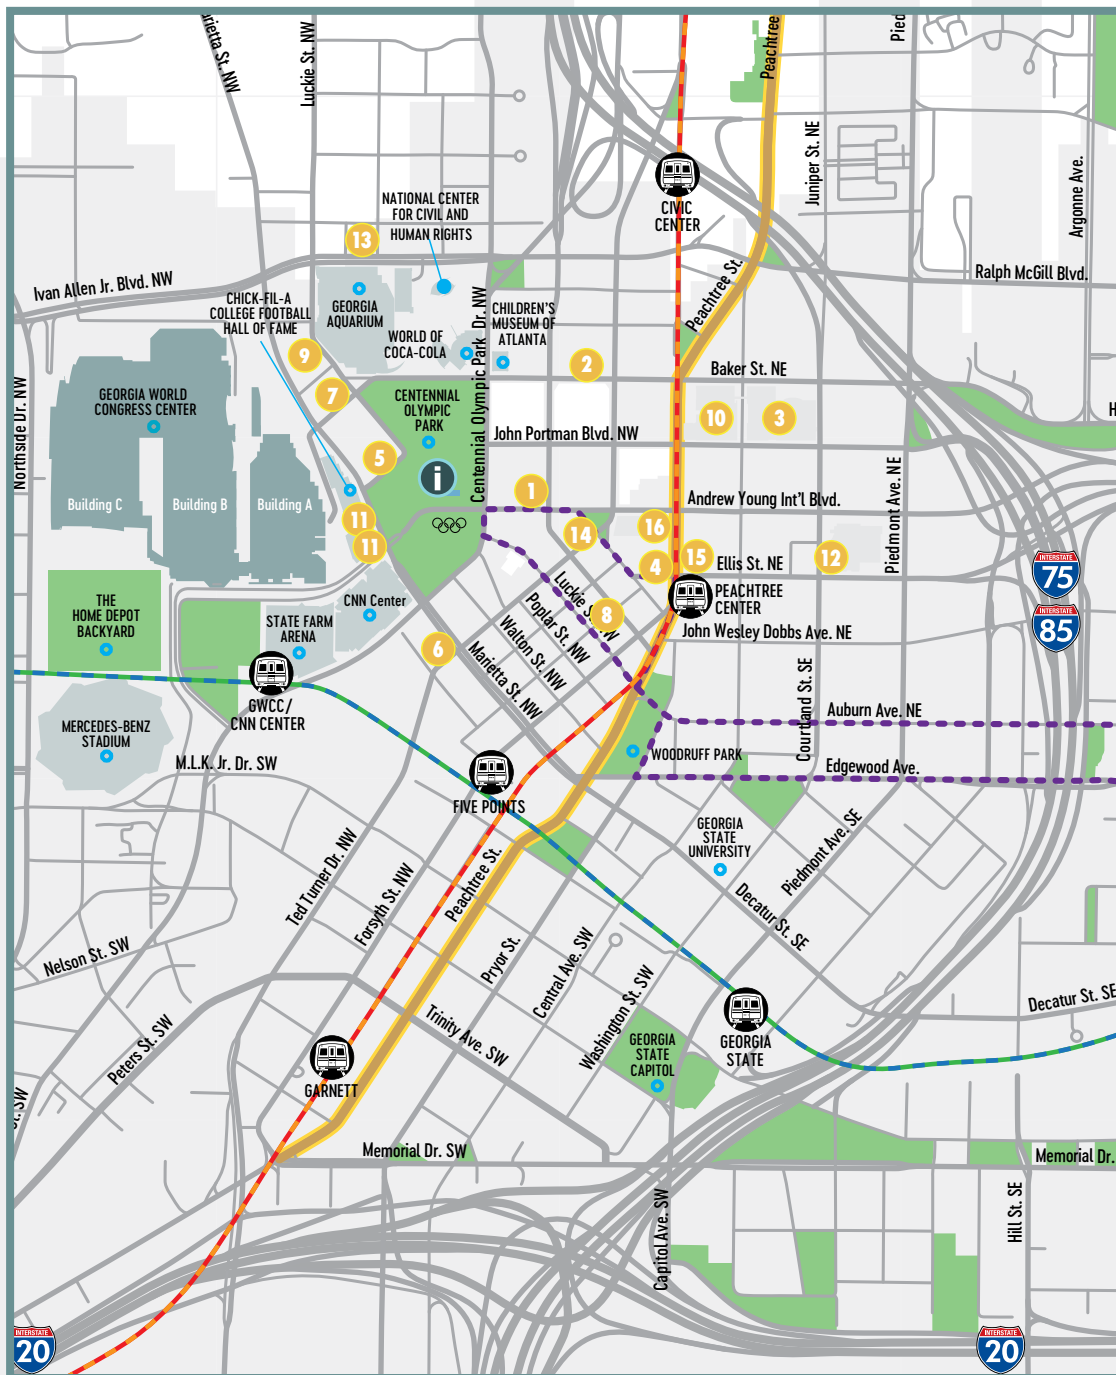 Marietta St. NW
Luckie St. NW
Peachtree
Pied
CIVIC
CENTER
Juniper St. NE
Argonne Ave.
NATIONAL CENTER
FOR CIVIL AND
HUMAN RIGHTS
13
Ivan Allen Jr. Blvd. NW
Ralph McGill Blvd.
Peachtree St.
CHICK-FIL-A
COLLEGE FOOTBALL
HALL OF FAME
GEORGIA
AQUARIUM
WORLD OF
COCA-COLA
Centennial Olympic Park Dr. NW
CHILDREN'S
MUSEUM OF
ATLANTA
9
2
7
Baker St. NE
Northside Dr. NW
GEORGIA WORLD
CONGRESS CENTER
CENTENNIAL
OLYMPIC
PARK
10
3
H
John Portman Blvd. NW
5
i
Building C
Building B
Building A
1
Andrew Young Int'l Blvd.
Piedmont Ave. NE
11
11
14
16
4
15
Ellis St. NE
12
INTERSTATE
75
INTERSTATE
85
THE
HOME DEPOT
BACKYARD
CNN Center
STATE FARM
ARENA
PEACHTREE
CENTER
8
Luckie St. NW
Poplar St. NW
Walton St. NW
Marietta St. NW
6
John Wesley Dobbs Ave. NE
Courtland St. SE
GWCC/
CNN CENTER
MERCEDES-BENZ
STADIUM
M.L.K. Jr. Dr. SW
Auburn Ave. NE
WOODRUFF PARK
Edgewood Ave.
FIVE POINTS
GEORGIA
STATE
UNIVERSITY
Ted Turner Dr. NW
Forsyth St. NW
Peachtree St.
Piedmont Ave. SE
Decatur St. SE
Nelson St. SW
Pryor St.
Central Ave. SW
Washington St. SW
Peters St. SW
Trinity Ave. SW
Decatur St. SE
GEORGIA
STATE
GEORGIA
STATE
CAPITOL
GARNETT
St. SW
Memorial Dr. SW
Memorial Dr.
Capitol Ave. SW
Hill St. SE
INTERSTATE
20
INTERSTATE
20